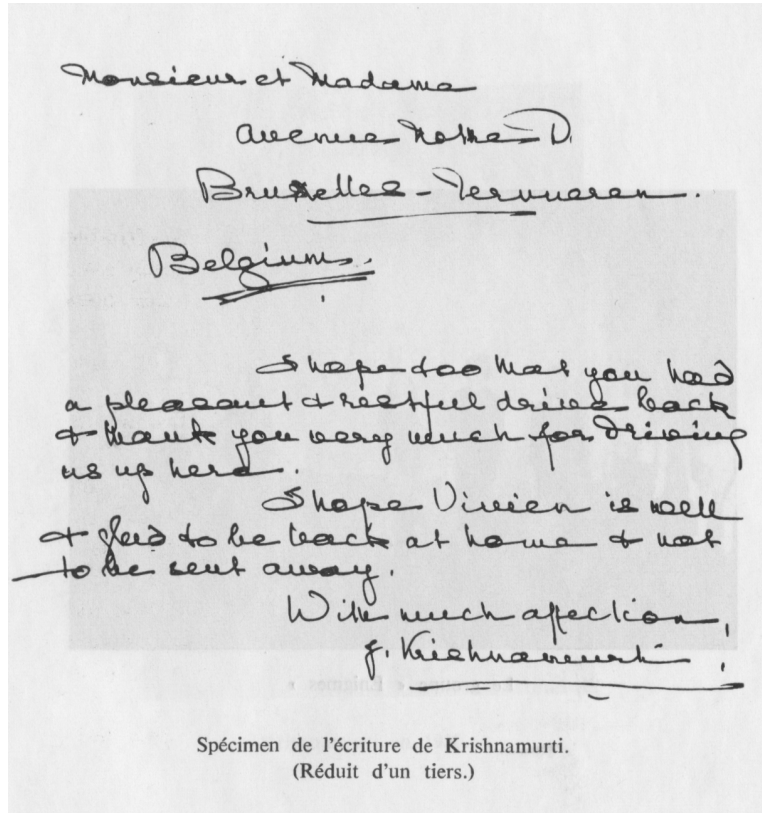 Monsieur et Madame
avenue Notre D.
Bruxelles - Tervueren.
Belgium.
I hope too that you had
a pleasant & restful drive back
& thank you very much for driving
us up here.
I hope Vivien is well
& glad to be back at home & not
to be sent away.
With much affection,
J. Krishnamurti
Spécimen de l'écriture de Krishnamurti.
(Réduit d'un tiers.)